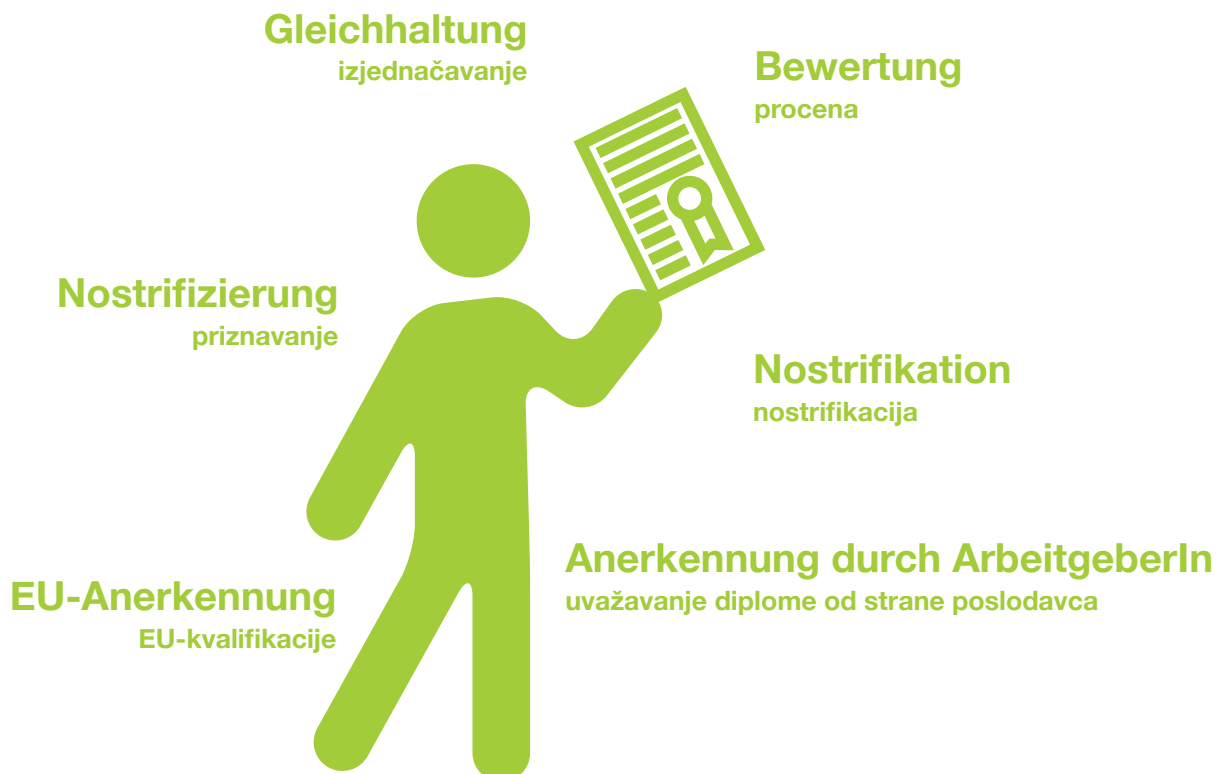 Gleichhaltung
izjednačavanje
Bewertung
procena
Nostrifizierung
priznavanje
Nostrifikation
nostrifikacija
Anerkennung durch ArbeitgeberIn
uvažavanje diplome od strane poslodavca
EU-Anerkennung
EU-kvalifikacije